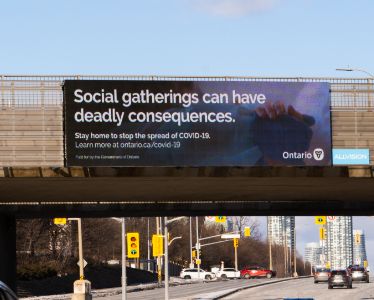 Social gatherings can have
deadly consequences.
Stay home to stop the spread of COVID-19.
Learn more at ontario.ca/covid-19
Paid for by the Government of Ontario
Ontario
ALLVISION